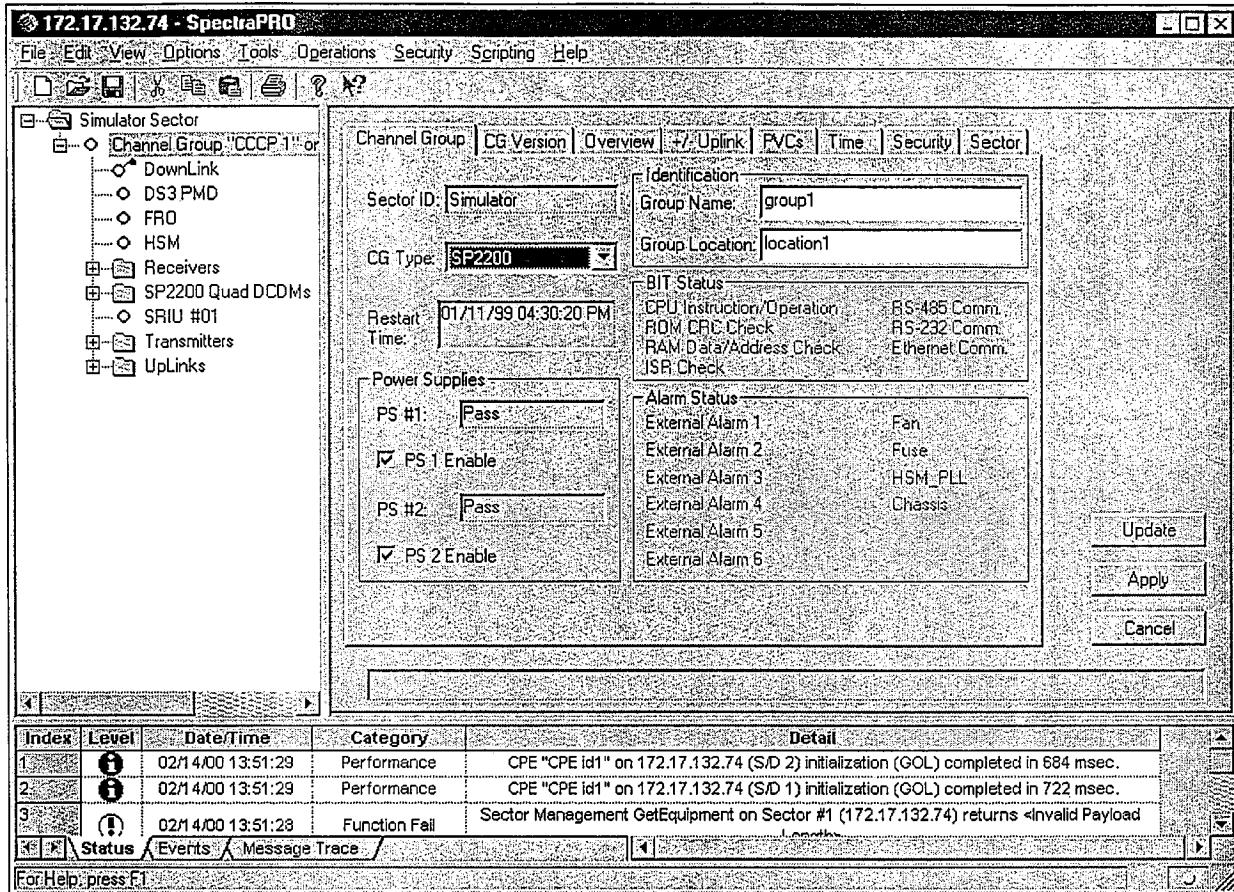 172.17.132.74 - SpectraPRO
File Edit View Options Tools Operations Security Scripting Help
Simulator Sector
Channel Group "CCCP 1" or
DownLink
DS3 PMD
FRO
HSM
Receivers
SP2200 Quad DCDMs
SRIU #01
Transmitters
UpLinks
Channel Group CG Version Overview +/- Uplink PVCs Time Security Sector
Sector ID: Simulator
CG Type: SP2200
Restart Time: 01/11/99 04:30:20 PM
Power Supplies
PS #1: Pass
PS 1 Enable
PS #2: Pass
PS 2 Enable
Identification
Group Name: group1
Group Location: location1
BIT Status
CPU Instruction/Operation RS-485 Comm.
ROM CRC Check RS-232 Comm.
RAM Data/Address Check Ethernet Comm.
ISR Check
Alarm Status
External Alarm 1 Fan
External Alarm 2 Fuse
External Alarm 3 HSM_PLL
External Alarm 4 Chassis
External Alarm 5
External Alarm 6
Update
Apply
Cancel
Index Level Date/Time Category Detail
1 02/14/00 13:51:29 Performance CPE "CPE id1" on 172.17.132.74 (S/D 2) initialization (GOL) completed in 684 msec.
2 02/14/00 13:51:29 Performance CPE "CPE id1" on 172.17.132.74 (S/D 1) initialization (GOL) completed in 722 msec.
3 02/14/00 13:51:28 Function Fail Sector Management GetEquipment on Sector #1 (172.17.132.74) returns <Invalid Payload
Status Events Message Trace
For Help, press F1